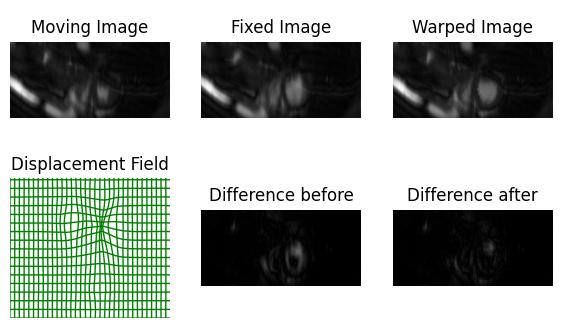 Moving Image
Fixed Image
Warped Image
Displacement Field
Difference before
Difference after